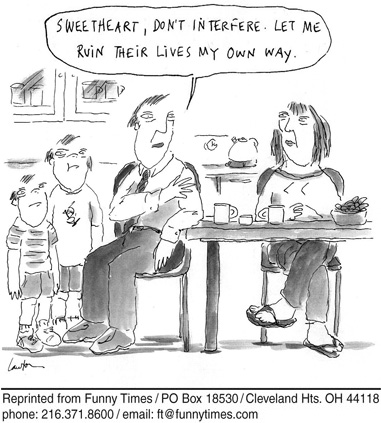 SWEETHEART, DON'T INTERFERE. LET ME
RUIN THEIR LIVES MY OWN WAY.
Lawton
Reprinted from Funny Times / PO Box 18530 / Cleveland Hts. OH 44118
phone: 216.371.8600 / email: ft@funnytimes.com